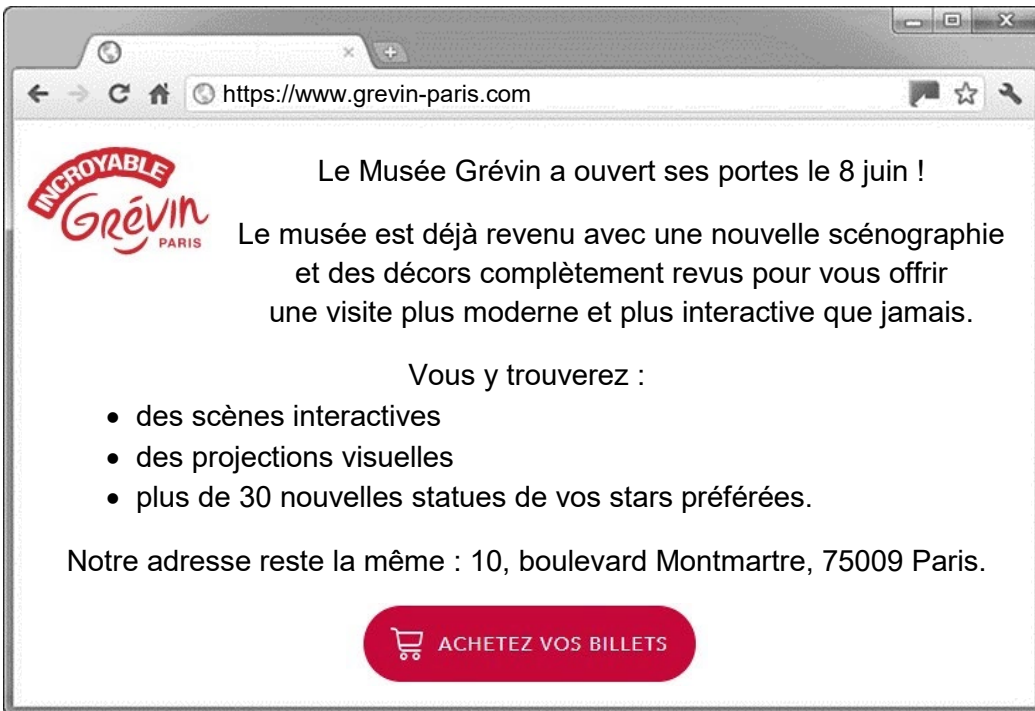 https://www.grevin-paris.com
INCROYABLE
GRÉVIN
PARIS
Le Musée Grévin a ouvert ses portes le 8 juin !
Le musée est déjà revenu avec une nouvelle scénographie
et des décors complètement revus pour vous offrir
une visite plus moderne et plus interactive que jamais.
Vous y trouverez :
• des scènes interactives
• des projections visuelles
• plus de 30 nouvelles statues de vos stars préférées.
Notre adresse reste la même : 10, boulevard Montmartre, 75009 Paris.
ACHETEZ VOS BILLETS